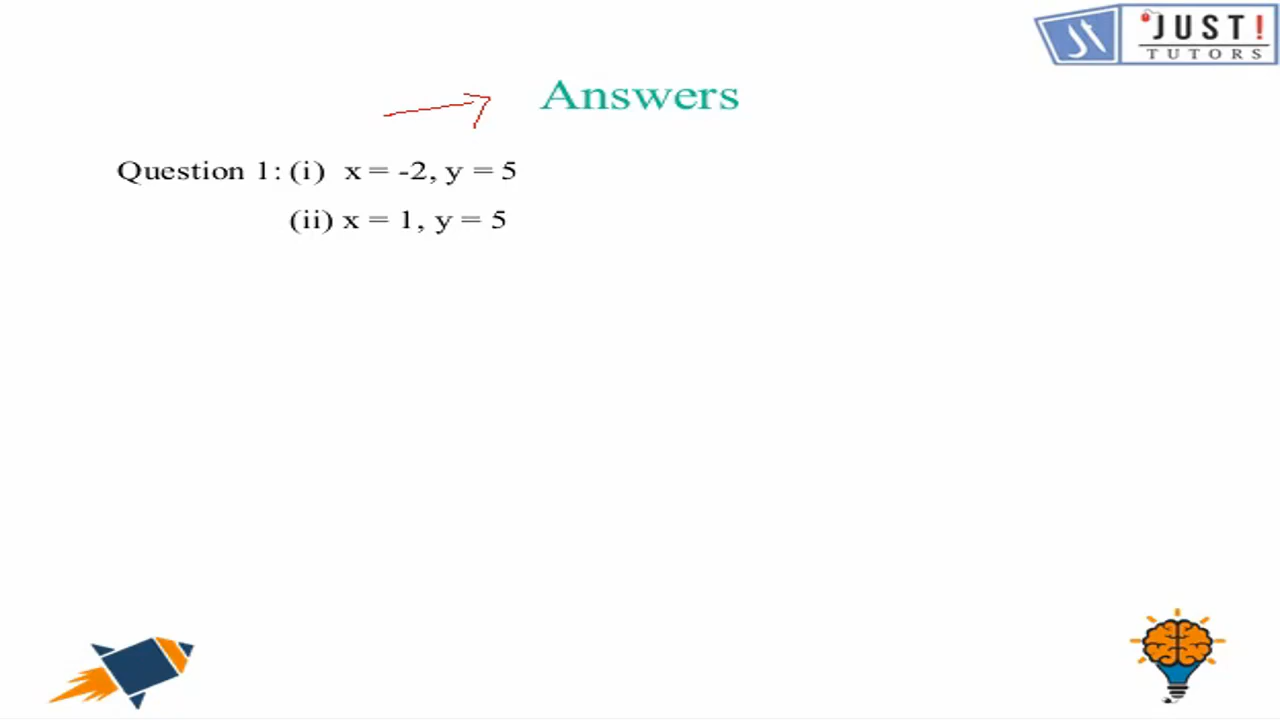 JUST!
TUTORS
Answers
Question 1: (i) x = -2, y = 5
(ii) x = 1, y = 5